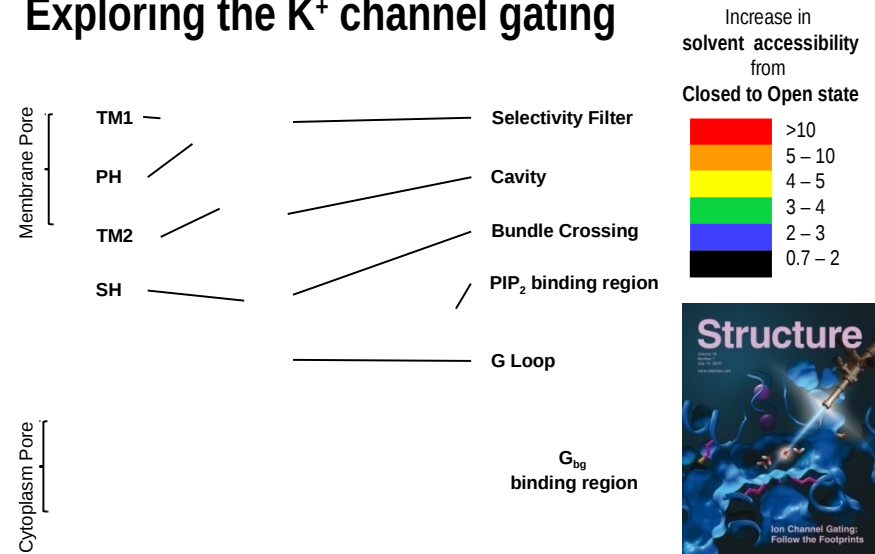 Exploring the K+ channel gating
Increase in
solvent accessibility
from
Closed to Open state
>10
5 – 10
4 – 5
3 – 4
2 – 3
0.7 – 2
Membrane Pore
TM1
PH
TM2
SH
Selectivity Filter
Cavity
Bundle Crossing
PIP2 binding region
G Loop
Cytoplasm Pore
Gbg
binding region
Structure
Ion Channel Gating:
Follow the Footprints